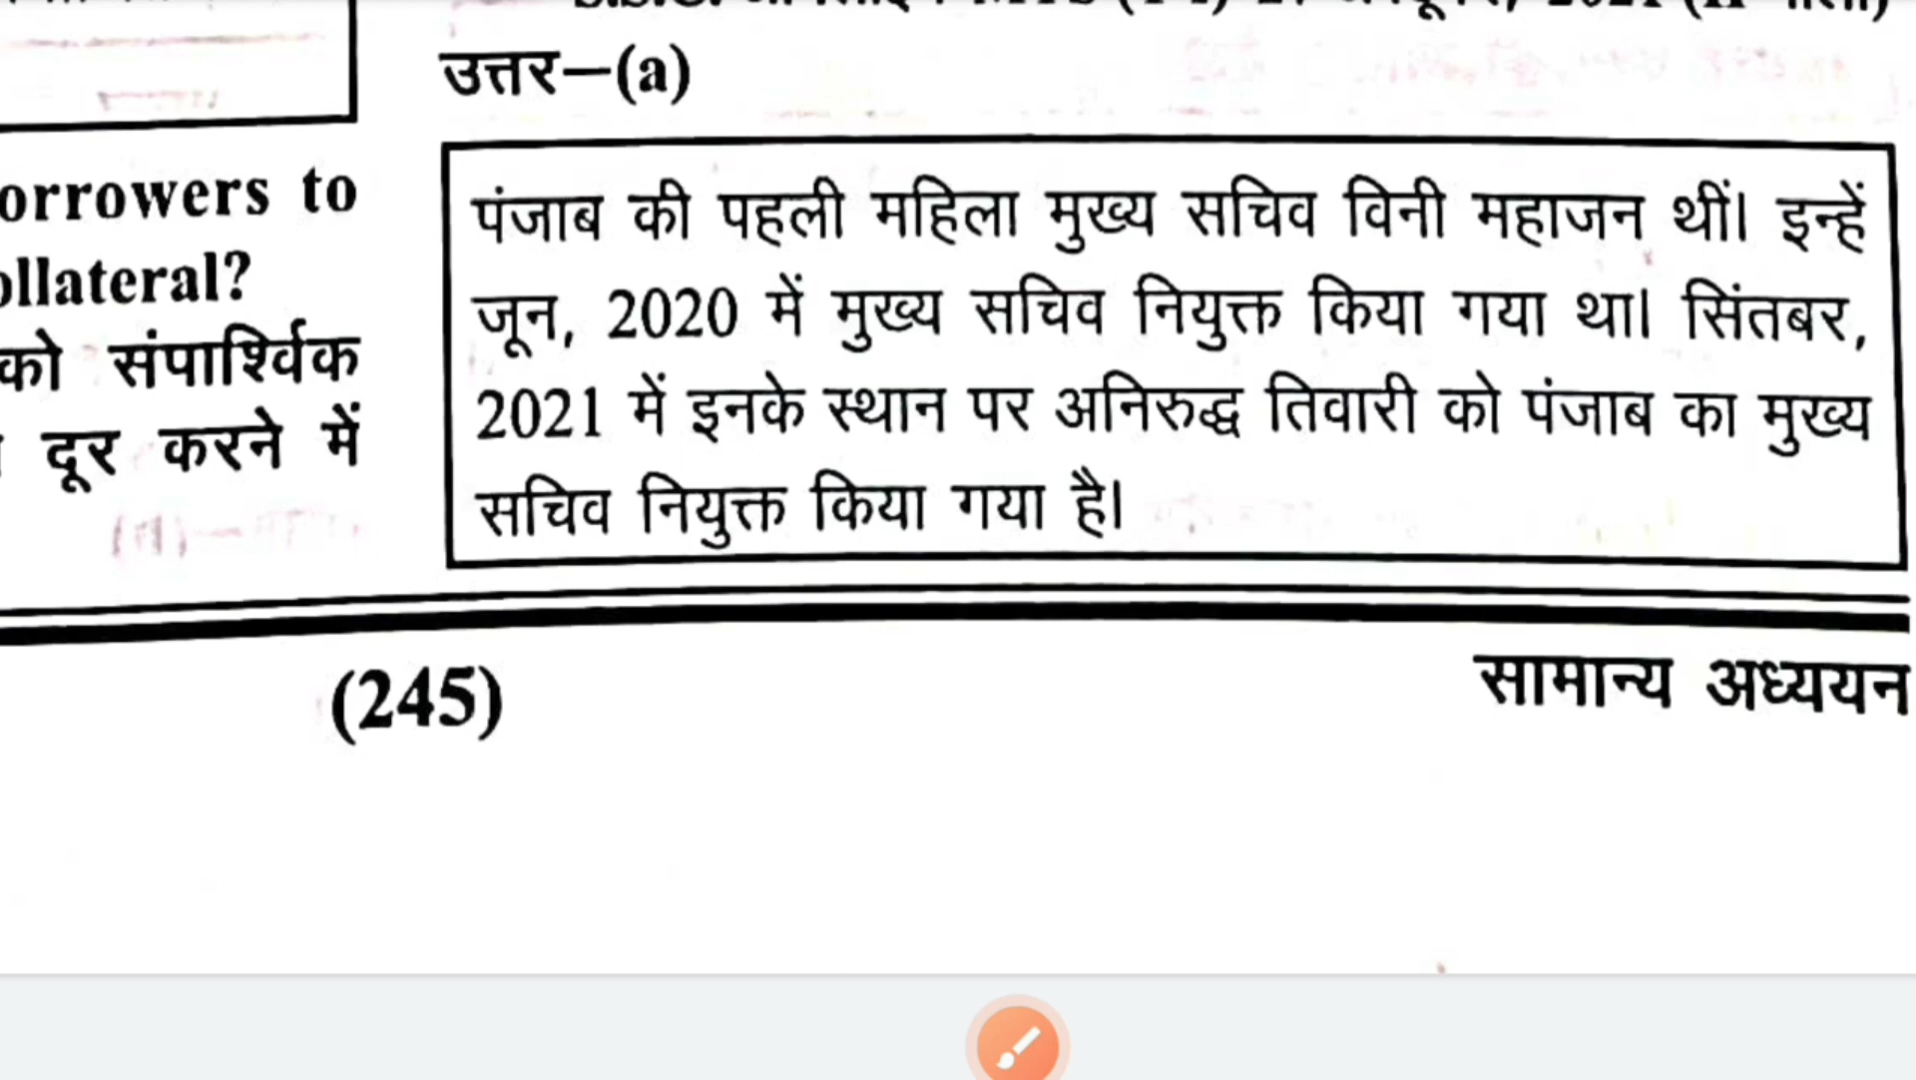 orrowers to
ollateral?
को संपार्श्विक
दूर करने में
उत्तर–(a)
पंजाब की पहली महिला मुख्य सचिव विनी महाजन थीं। इन्हें
जून, 2020 में मुख्य सचिव नियुक्त किया गया था। सिंतबर,
2021 में इनके स्थान पर अनिरुद्ध तिवारी को पंजाब का मुख्य
सचिव नियुक्त किया गया है।
(245)
सामान्य अध्ययन